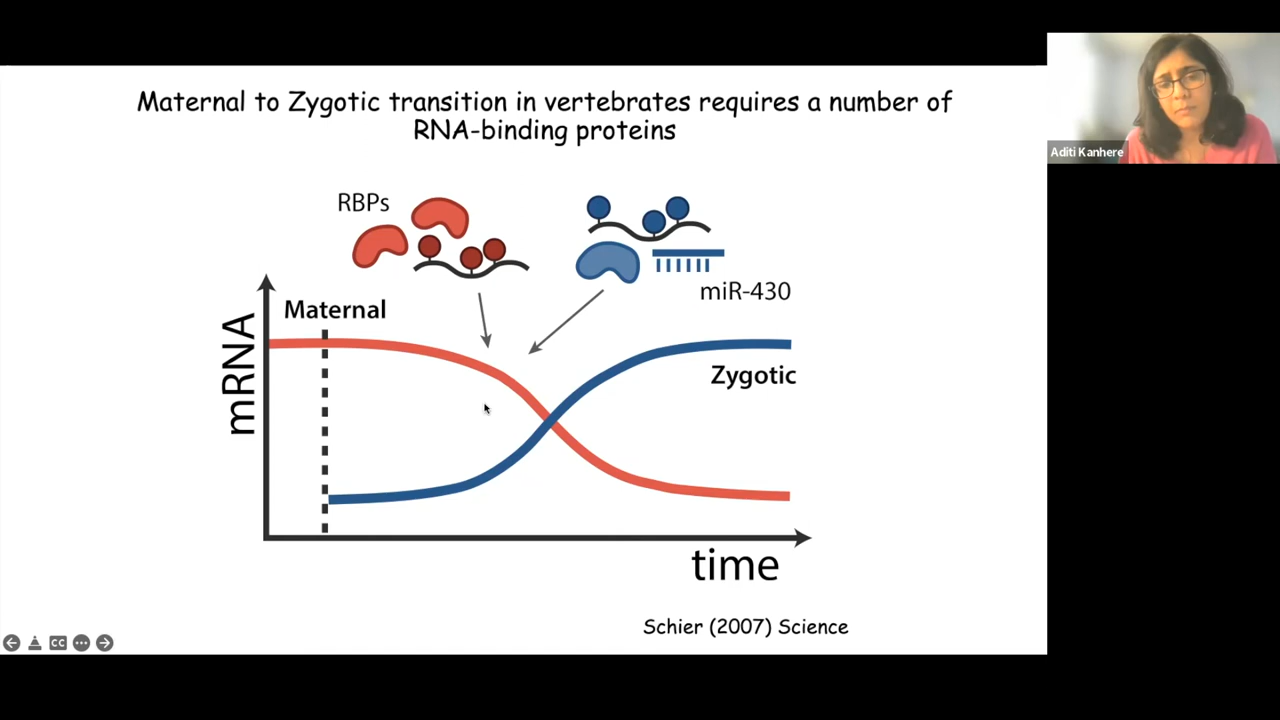 Maternal to Zygotic transition in vertebrates requires a number of
RNA-binding proteins
Aditi Kanhere
RBPs
miR-430
Maternal
mRNA
Zygotic
time
Schier (2007) Science
CC